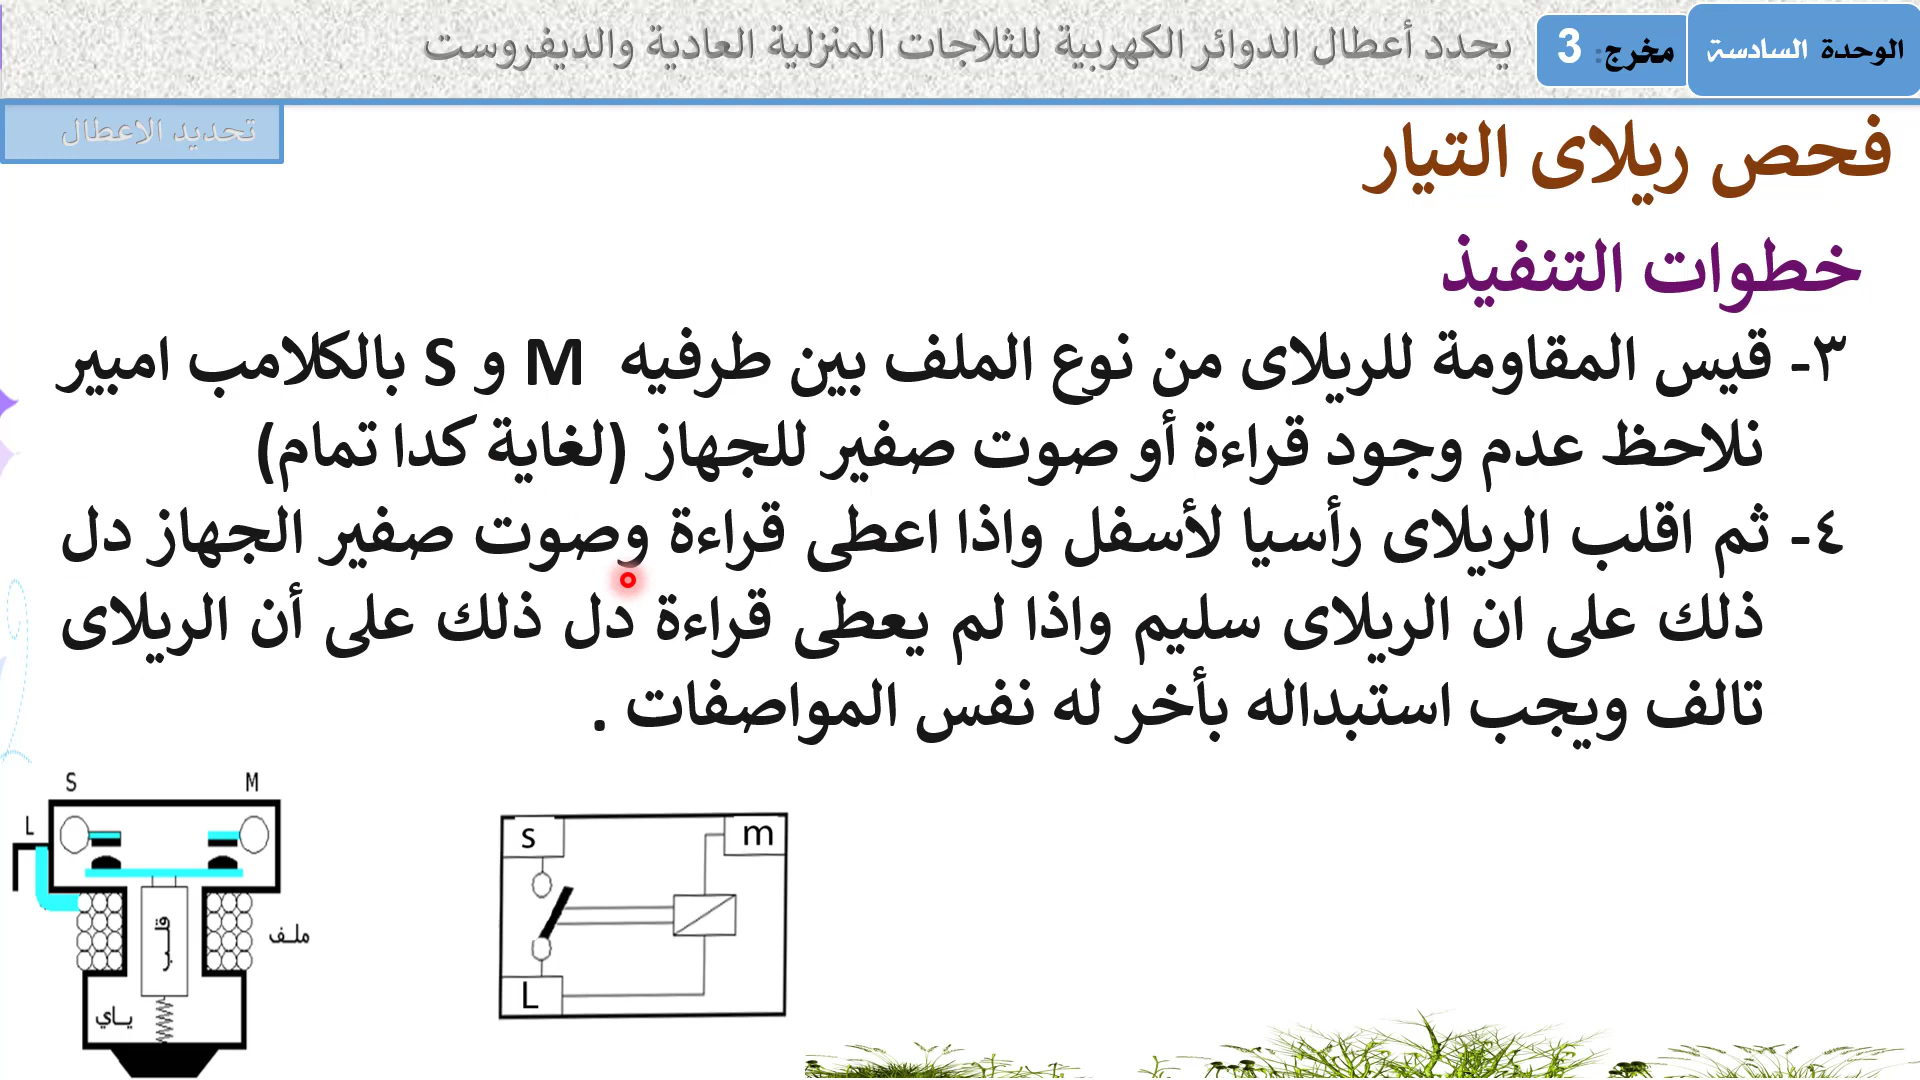 الوحدة السادسة
مخرج: 3
يحدد أعطال الدوائر الكهربية للثلاجات المنزلية العادية والديفروست
تحديد الاعطال
فحص ريلاى التيار
خطوات التنفيذ
٣- قيس المقاومة للريلاى من نوع الملف بين طرفيه M و S بالكلامب امبير
نلاحظ عدم وجود قراءة أو صوت صفير للجهاز (لغاية كدا تمام)
٤- ثم اقلب الريلاى رأسيا لأسفل واذا اعطى قراءة وصوت صفير الجهاز دل
ذلك على ان الريلاى سليم واذا لم يعطى قراءة دل ذلك على أن الريلاى
تالف ويجب استبداله بأخر له نفس المواصفات .
S M
L
قلب
ملف
ياي
s m
L